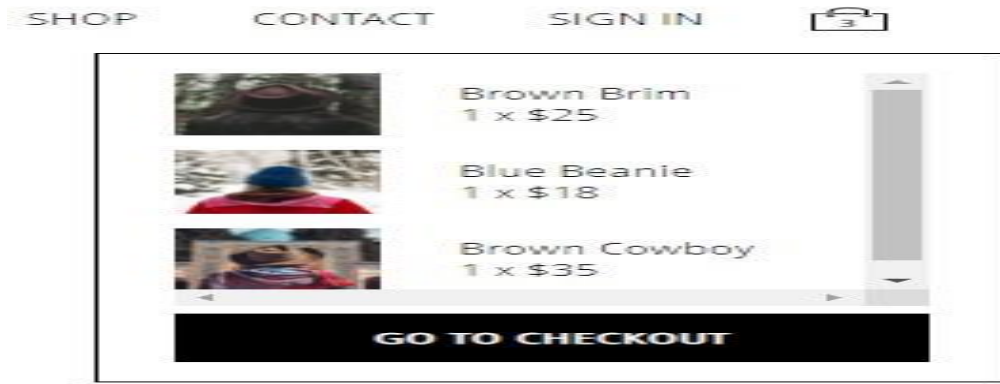 SHOP
CONTACT
SIGN IN
3
Brown Brim
1 x $25
Blue Beanie
1 x $18
Brown Cowboy
1 x $35
GO TO CHECKOUT